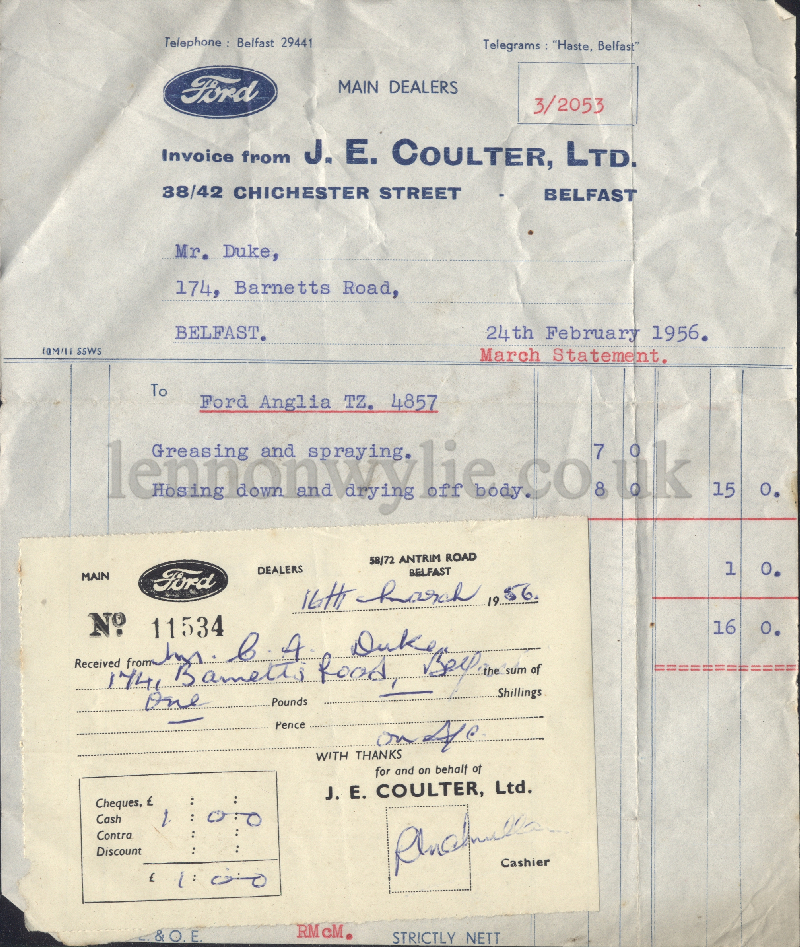 Telephone : Belfast 29441
Telegrams : "Haste, Belfast"
Ford
MAIN DEALERS
3/2053
Invoice from J. E. COULTER, LTD.
38/42 CHICHESTER STREET - BELFAST
Mr. Duke,
174, Barnetts Road,
BELFAST.
24th February 1956.
March Statement.
10M/11 55WS
To
Ford Anglia TZ. 4857
Greasing and spraying. 7 0
Hosing down and drying off body. 8 0 15 0.
lennonwylie.co.uk
1 0.
16 0.
MAIN Ford DEALERS
58/72 ANTRIM ROAD
BELFAST
16th March 1956.
No. 11534
Received from Mr. C. A. Duke,
174, Barnetts Road, Belfast the sum of
One Pounds — Shillings
Pence
on A/c.
WITH THANKS
for and on behalf of
J. E. COULTER, Ltd.
Cheques, £ : :
Cash 1 : 0 : 0
Contra : :
Discount : :
£ 1 : 0 - 0
Cashier
& O. E.
RMcM.
STRICTLY NETT